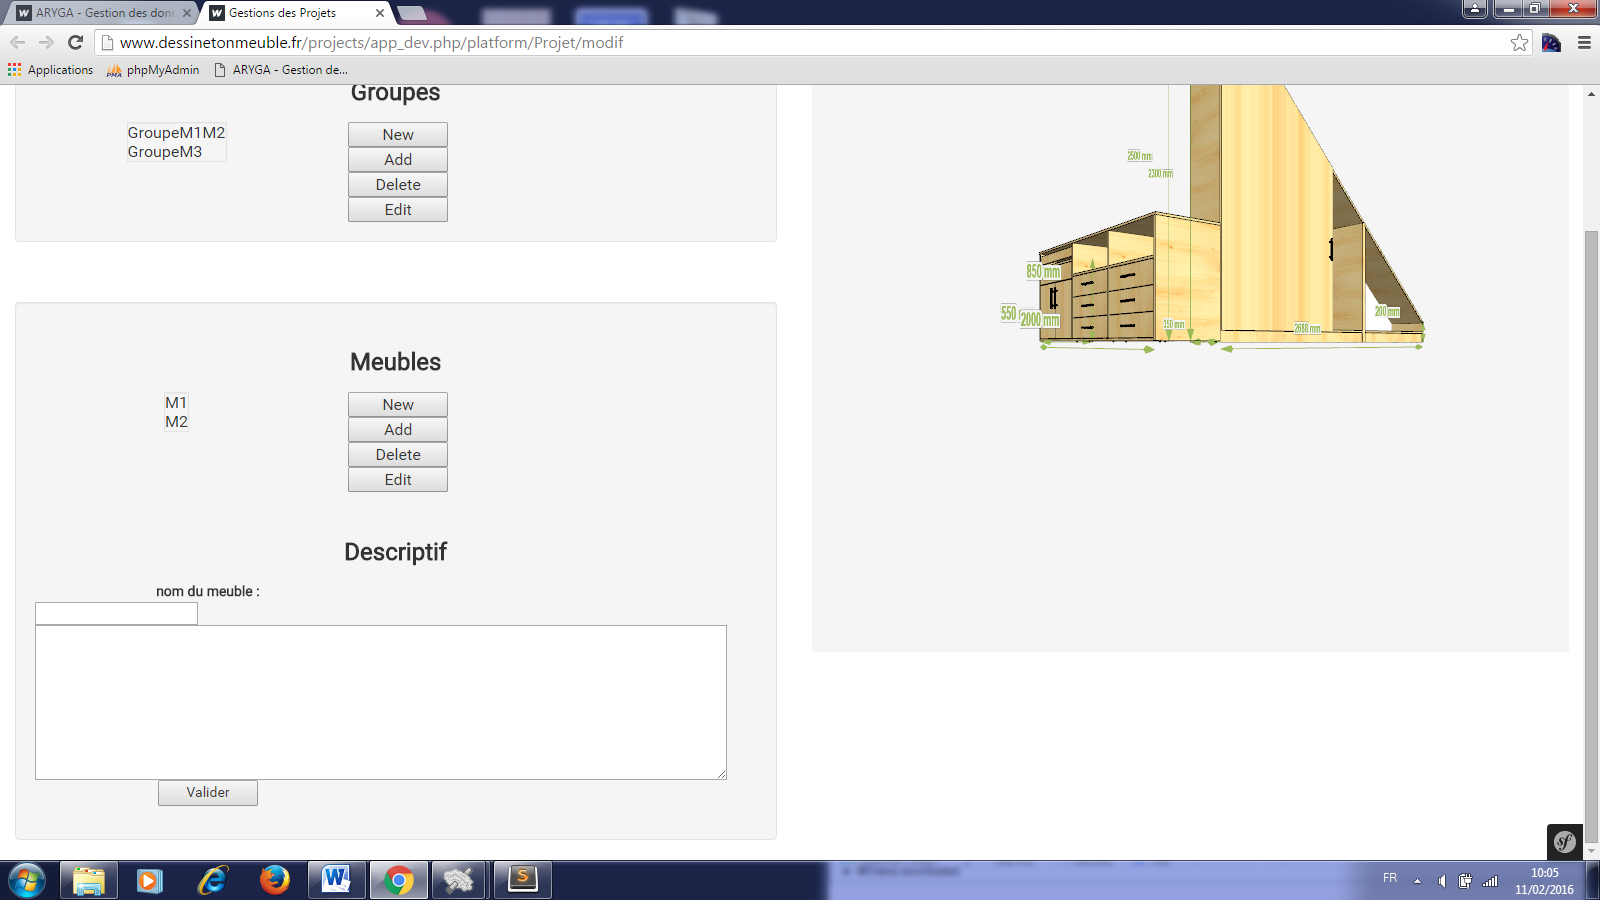 ARYGA - Gestion des don
Gestions des Projets
www.dessinetonmeuble.fr/projects/app_dev.php/platform/Projet/modif
Applications
phpMyAdmin
ARYGA - Gestion de...
Groupes
GroupeM1M2
GroupeM3
New
Add
Delete
Edit
Meubles
M1
M2
New
Add
Delete
Edit
Descriptif
nom du meuble :
Valider
2500 mm
2300 mm
850 mm
550
2000 mm
350 mm
2688 mm
200 mm
sf
FR
10:05
11/02/2016